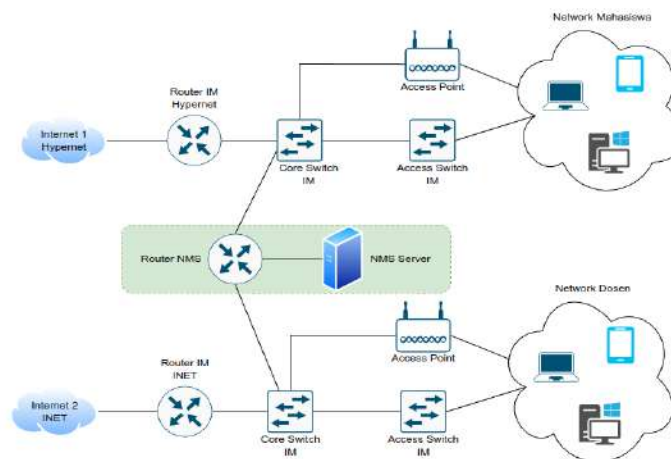 Network Mahasiswa
Access Point
Router IM
Hypernet
Internet 1
Hypernet
Core Switch
IM
Access Switch
IM
Router NMS
NMS Server
Network Dosen
Access Point
Router IM
INET
Internet 2
INET
Core Switch
IM
Access Switch
IM